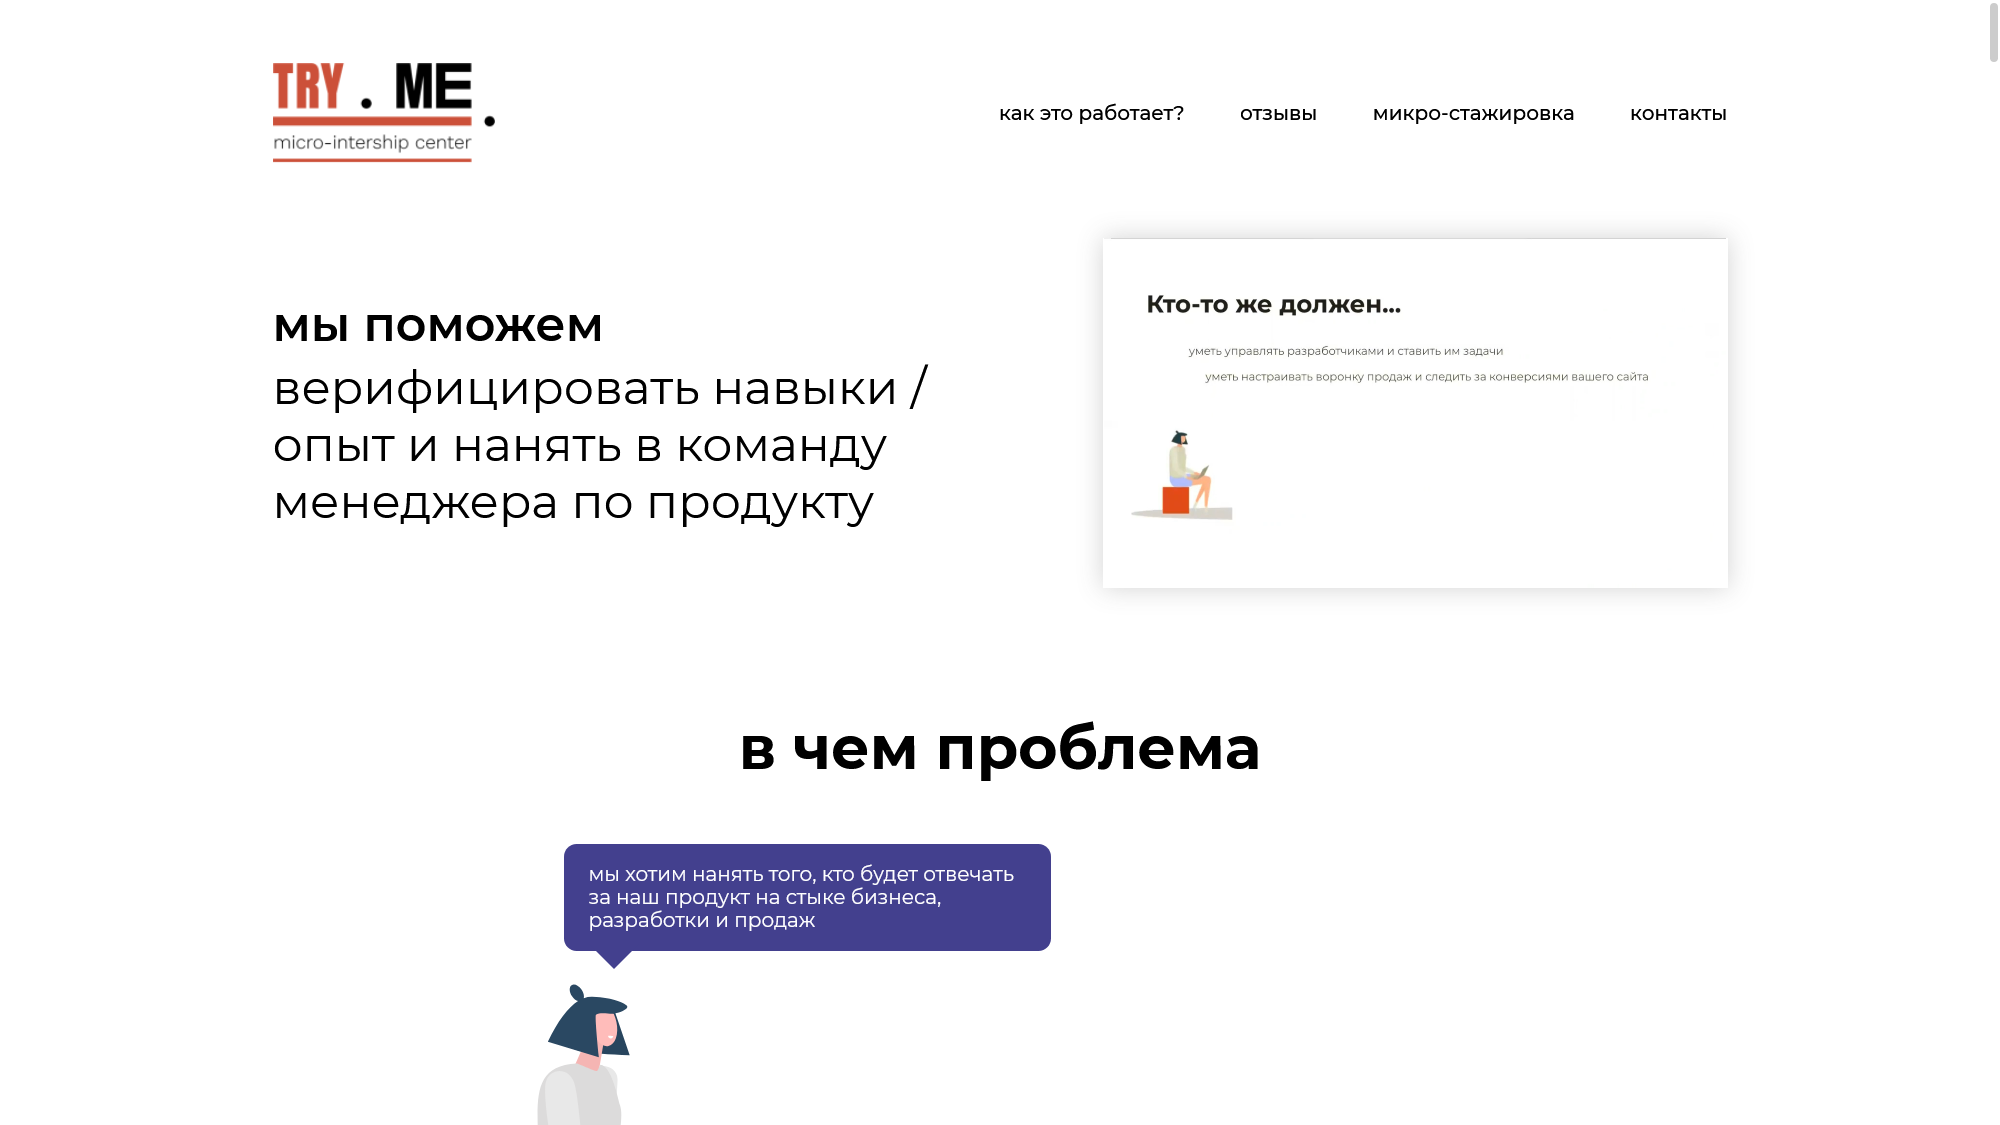 TRY . ME .
micro-intership center
как это работает?
отзывы
микро-стажировка
контакты
мы поможем
верифицировать навыки /
опыт и нанять в команду
менеджера по продукту
Кто-то же должен...
уметь управлять разработчиками и ставить им задачи
уметь настраивать воронку продаж и следить за конверсиями вашего сайта
в чем проблема
мы хотим нанять того, кто будет отвечать
за наш продукт на стыке бизнеса,
разработки и продаж